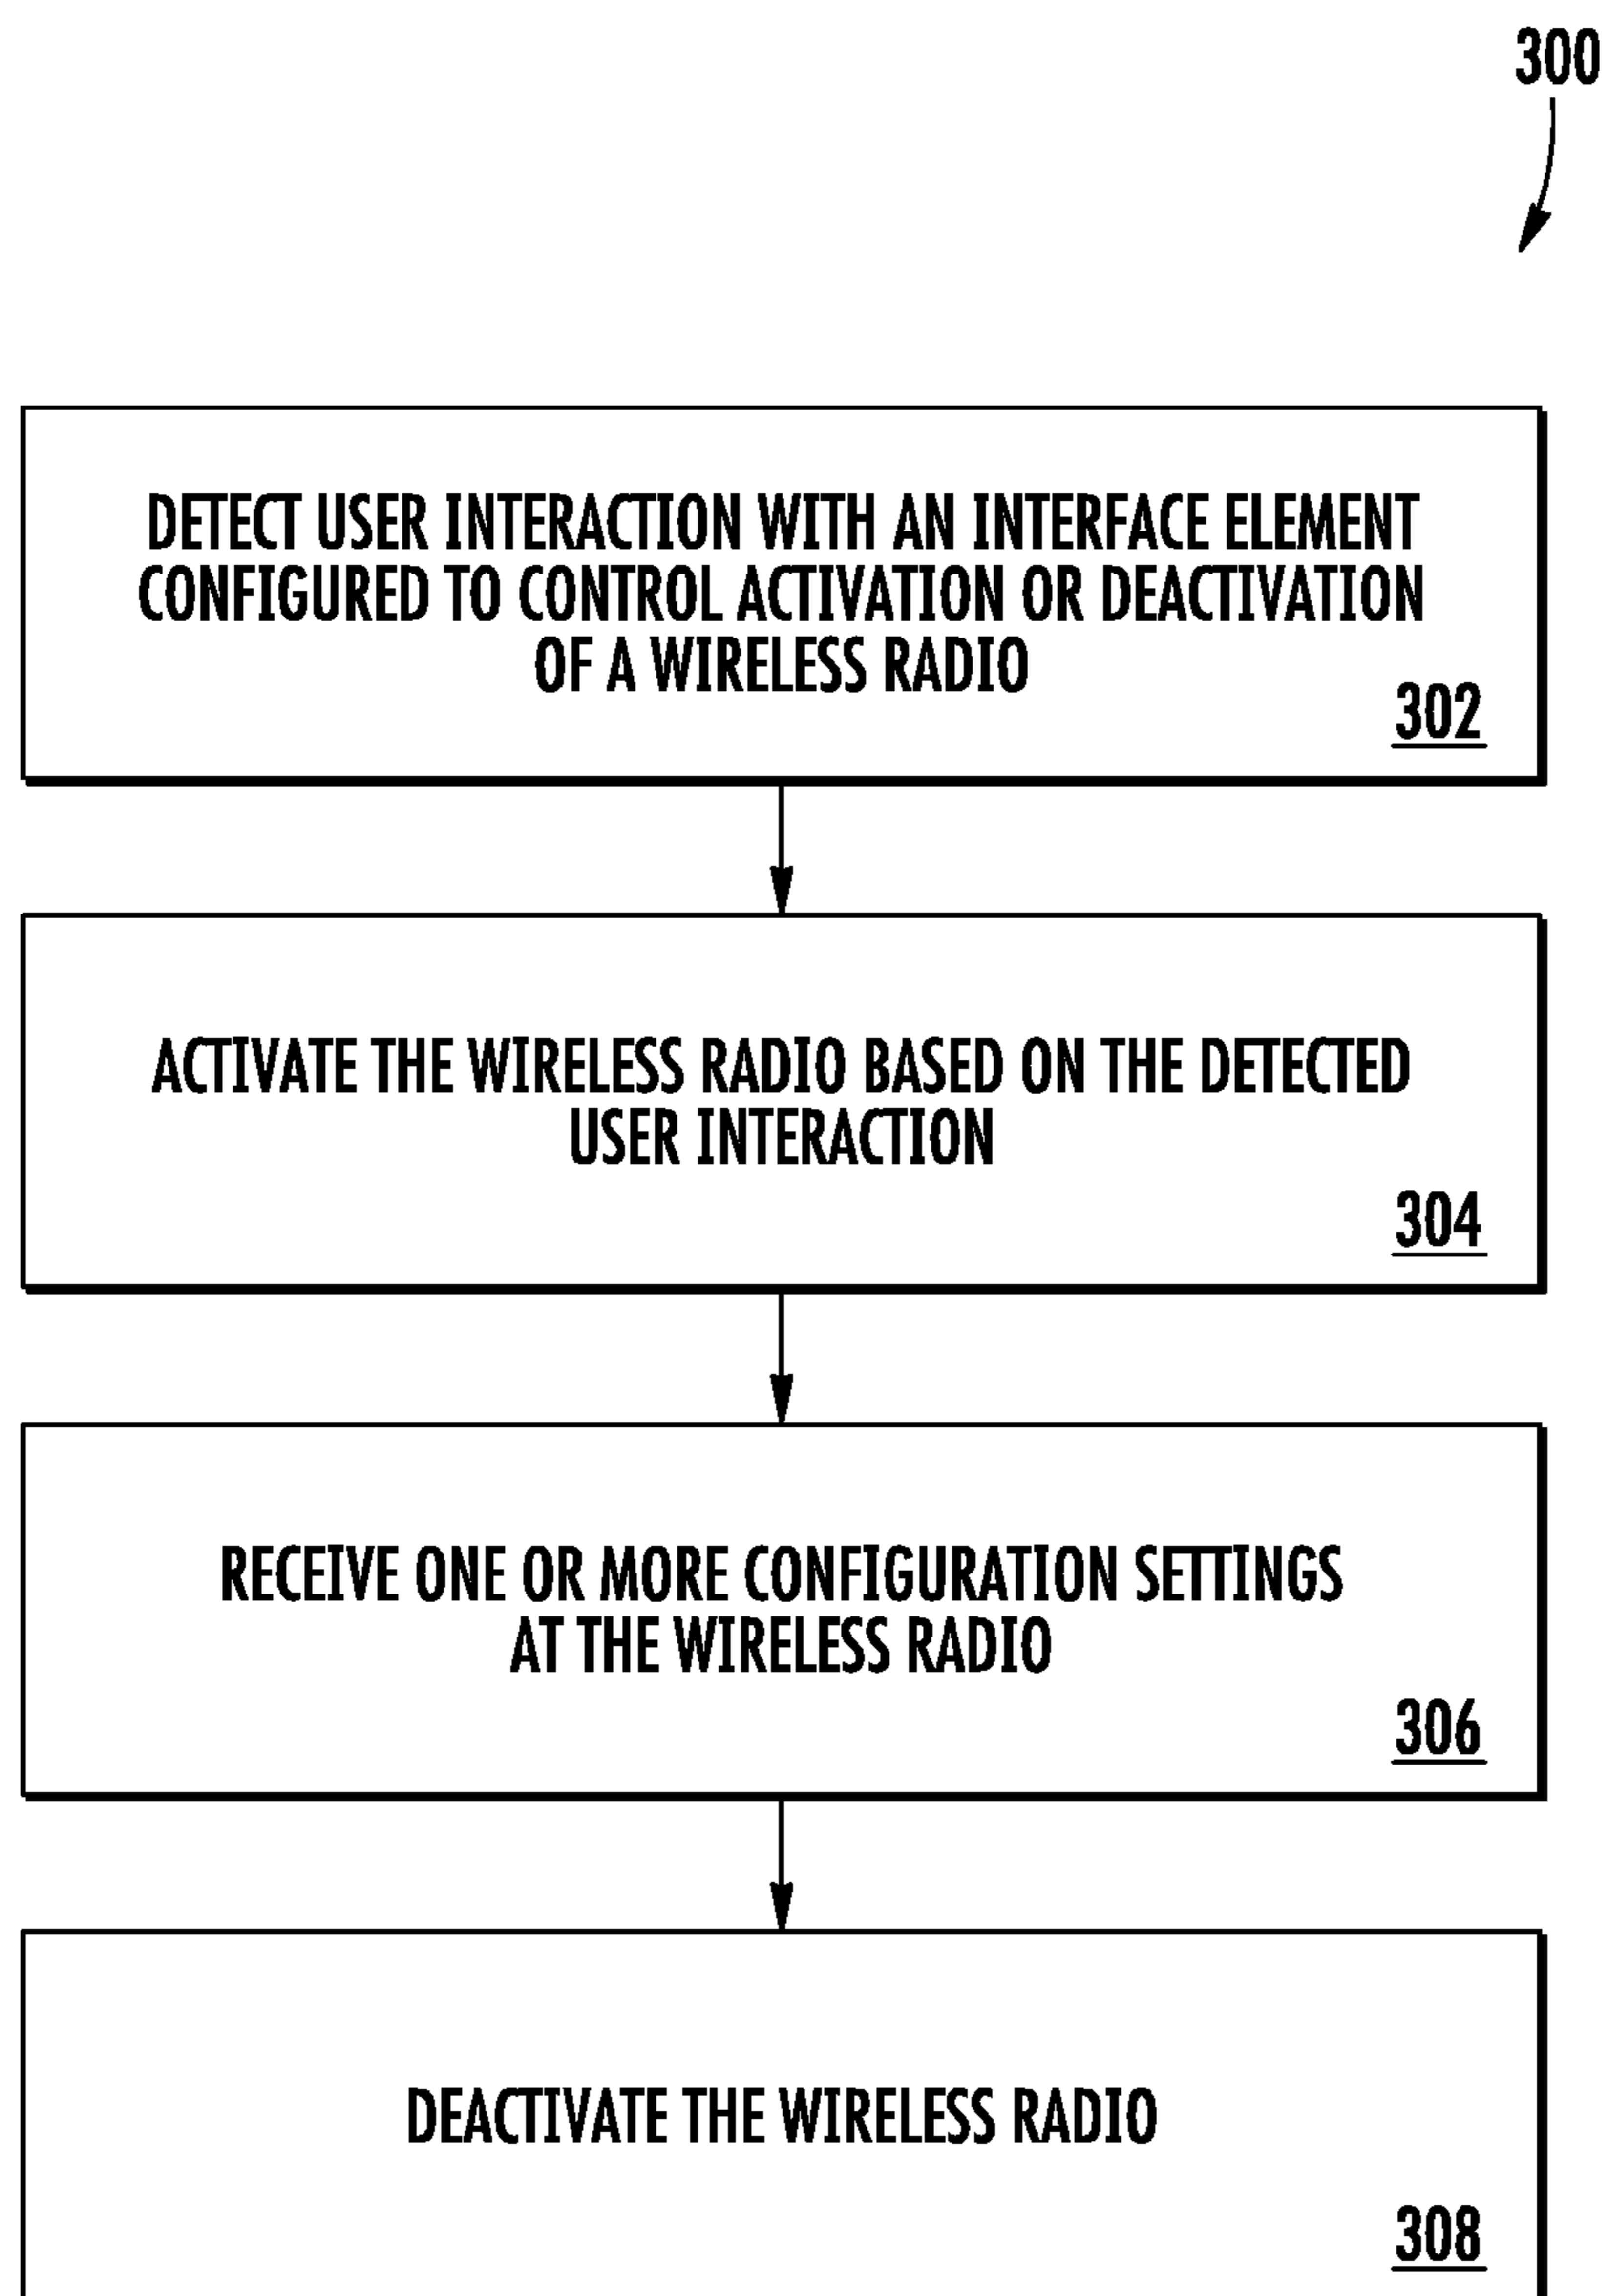 300
DETECT USER INTERACTION WITH AN INTERFACE ELEMENT
CONFIGURED TO CONTROL ACTIVATION OR DEACTIVATION
OF A WIRELESS RADIO
302
ACTIVATE THE WIRELESS RADIO BASED ON THE DETECTED
USER INTERACTION
304
RECEIVE ONE OR MORE CONFIGURATION SETTINGS
AT THE WIRELESS RADIO
306
DEACTIVATE THE WIRELESS RADIO
308